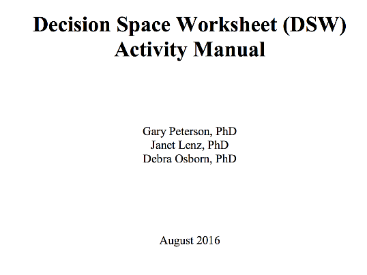 Decision Space Worksheet (DSW)
Activity Manual
Gary Peterson, PhD
Janet Lenz, PhD
Debra Osborn, PhD
August 2016